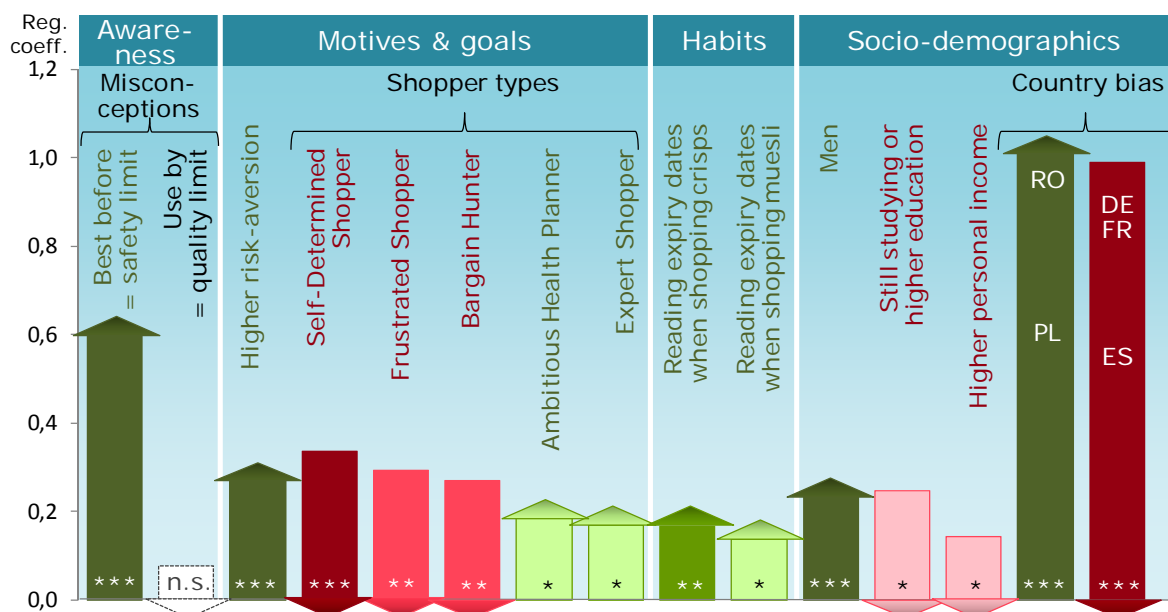 Reg.
coeff.
Aware-
ness
Motives & goals
Habits
Socio-demographics
1,2
1,0
0,8
0,6
0,4
0,2
0,0
Miscon-
ceptions
Shopper types
Country bias
Best before
= safety limit
Use by
= quality limit
Higher risk-aversion
Self-Determined
Shopper
Frustrated Shopper
Bargain Hunter
Ambitious Health Planner
Expert Shopper
Reading expiry dates
when shopping crisps
Reading expiry dates
when shopping muesli
Men
Still studying or
higher education
Higher personal income
RO
PL
DE
FR
ES
***
n.s.
***
***
**
**
*
*
**
*
***
*
*
***
***